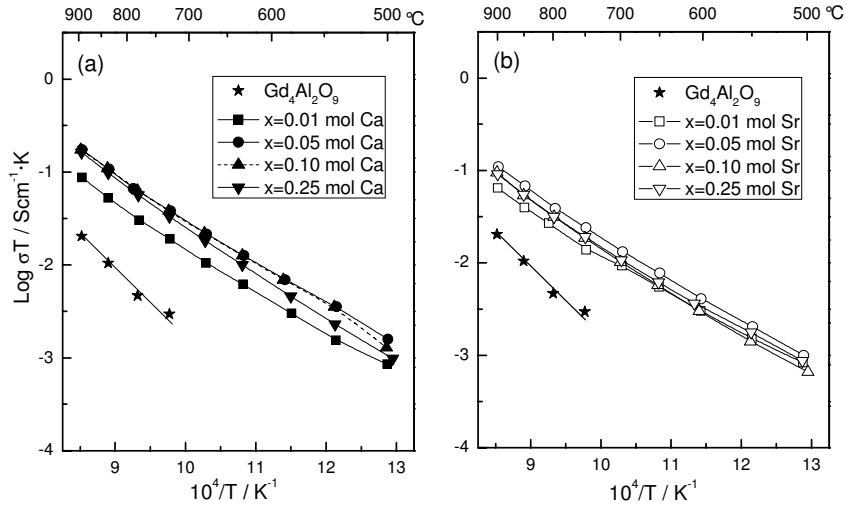 900 800 700 600 500 °C
(a)
Gd4Al2O9
x=0.01 mol Ca
x=0.05 mol Ca
x=0.10 mol Ca
x=0.25 mol Ca
0
-1
-2
-3
-4
Log σT / Scm⁻¹·K
9 10 11 12 13
10⁴/T / K⁻¹
900 800 700 600 500 °C
(b)
Gd4Al2O9
x=0.01 mol Sr
x=0.05 mol Sr
x=0.10 mol Sr
x=0.25 mol Sr
0
-1
-2
-3
-4
9 10 11 12 13
10⁴/T / K⁻¹